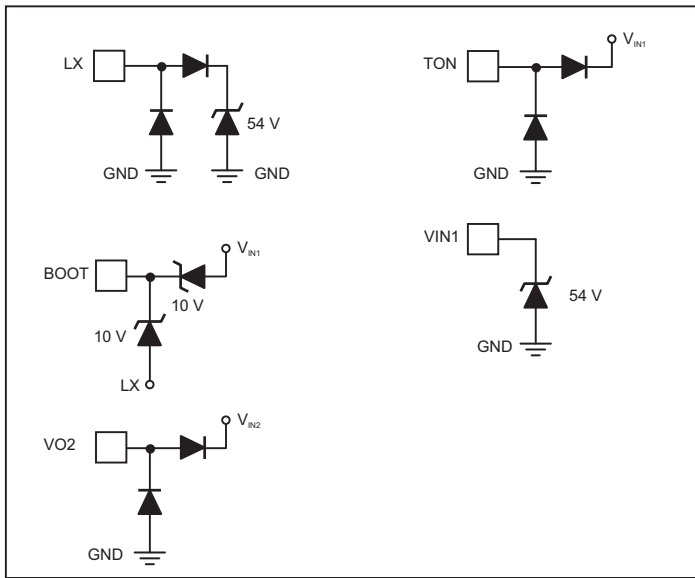 LX
54 V
GND
GND
BOOT
V_IN1
10 V
10 V
LX
VO2
V_IN2
GND
TON
V_IN1
GND
VIN1
54 V
GND